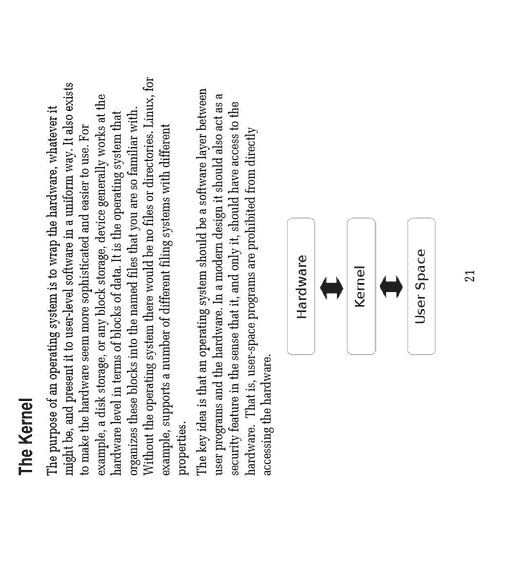 The Kernel
The purpose of an operating system is to wrap the hardware, whatever it
might be, and present it to user-level software in a uniform way. It also exists
to make the hardware seem more sophisticated and easier to use. For
example, a disk storage, or any block storage, device generally works at the
hardware level in terms of blocks of data. It is the operating system that
organizes these blocks into the named files that you are so familiar with.
Without the operating system there would be no files or directories. Linux, for
example, supports a number of different filing systems with different
properties.
The key idea is that an operating system should be a software layer between
user programs and the hardware. In a modern design it should also act as a
security feature in the sense that it, and only it, should have access to the
hardware. That is, user-space programs are prohibited from directly
accessing the hardware.
Hardware
Kernel
User Space
21